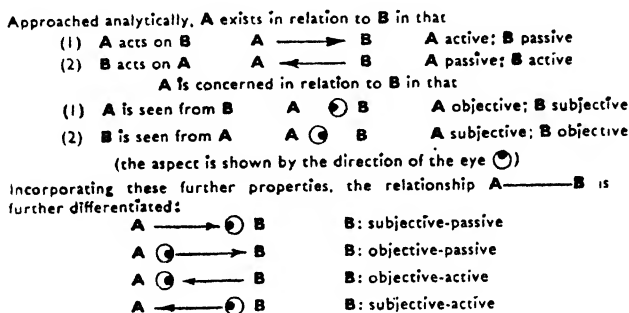 Approached analytically, A exists in relation to B in that
(1) A acts on B A B A active; B passive
(2) B acts on A A B A passive; B active
A is concerned in relation to B in that
(1) A is seen from B A B A objective; B subjective
(2) B is seen from A A B A subjective; B objective
(the aspect is shown by the direction of the eye )
Incorporating these further properties, the relationship A———B is
further differentiated:
A B B: subjective-passive
A B B: objective-passive
A B B: objective-active
A B B: subjective-active